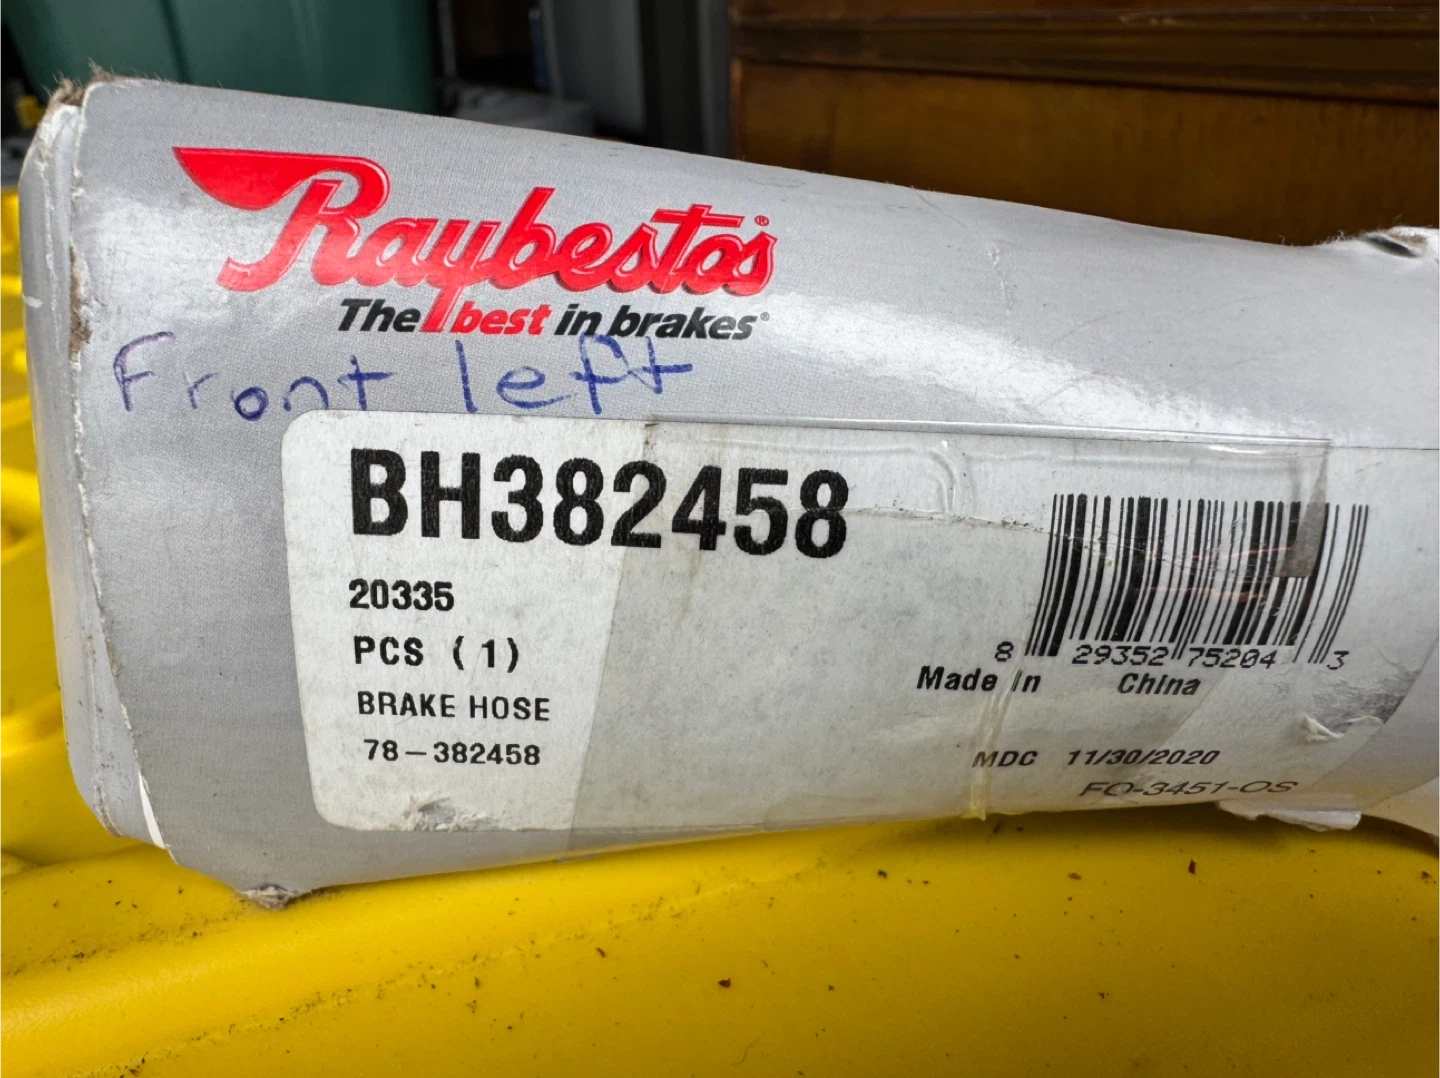 Raybestos®
The best in brakes®
Front left
BH382458
20335
PCS (1)
BRAKE HOSE
78-382458
8 29352 75204 3
Made In China
MDC 11/30/2020
FO-3451-OS